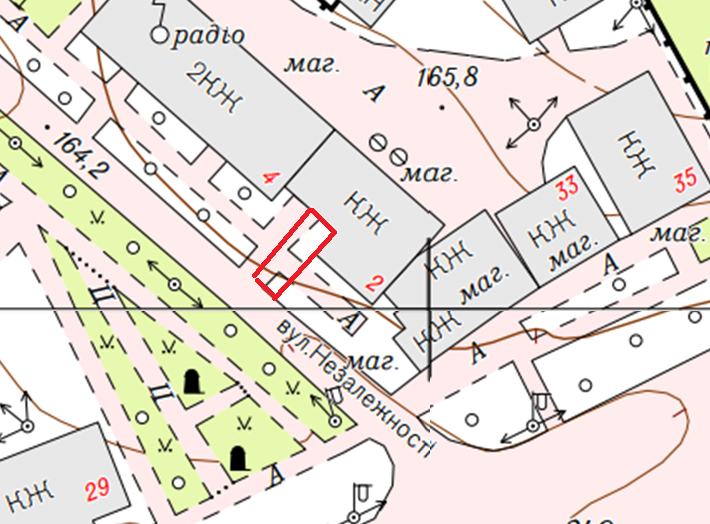 А
радіо
маг.
2КЖ
А
165,8
164,2
4
маг.
КЖ
КЖ
33
35
КЖ
маг.
маг.
А
А
КЖ
маг.
2
КЖ
А
вул.Незалежності
маг.
А
П
П
А
КЖ
29